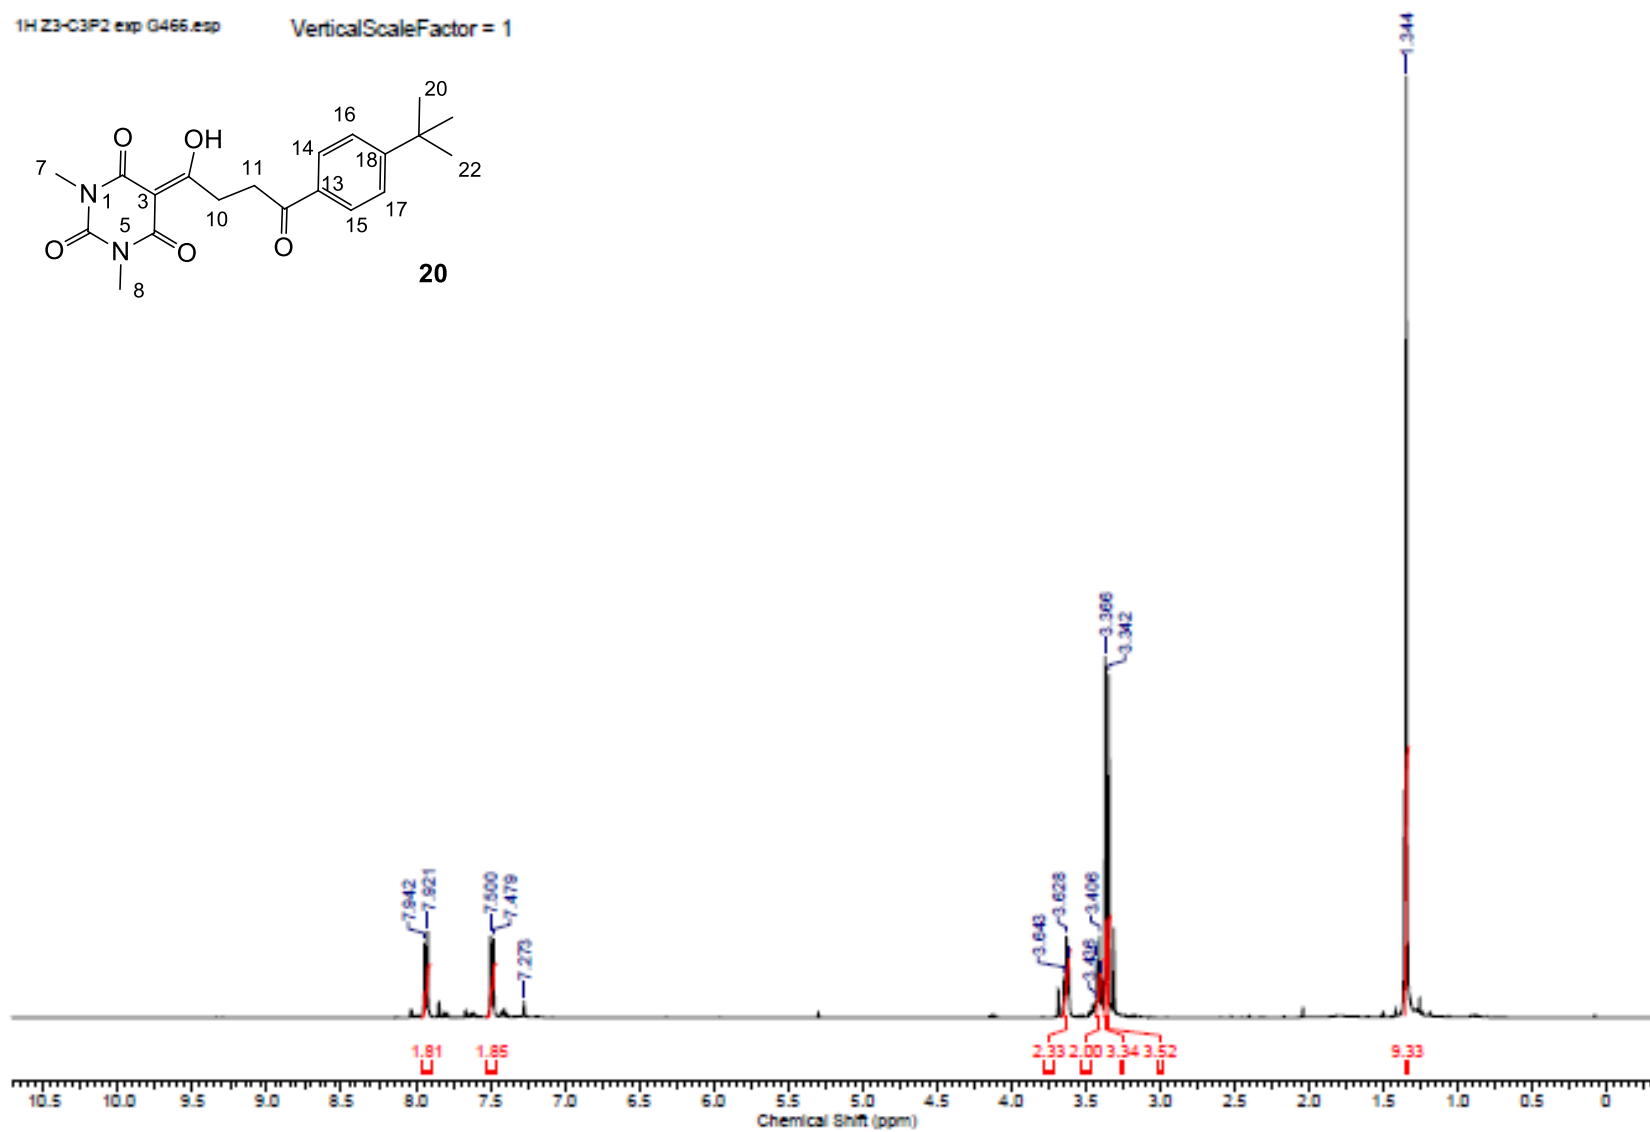 1H Z3-C3P2 exp G466.esp VerticalScaleFactor = 1
20
16
O OH
14
7 11 18 22
N 1 3 13
10 17
5 15
O N O O
8
20
1.344
3.366
3.342
7.942
7.921
7.500
7.479
7.273
3.643
3.628
3.436
3.406
1.81 1.85 2.33 2.00 3.34 3.52 9.33
10.5 10.0 9.5 9.0 8.5 8.0 7.5 7.0 6.5 6.0 5.5 5.0 4.5 4.0 3.5 3.0 2.5 2.0 1.5 1.0 0.5 0
Chemical Shift (ppm)